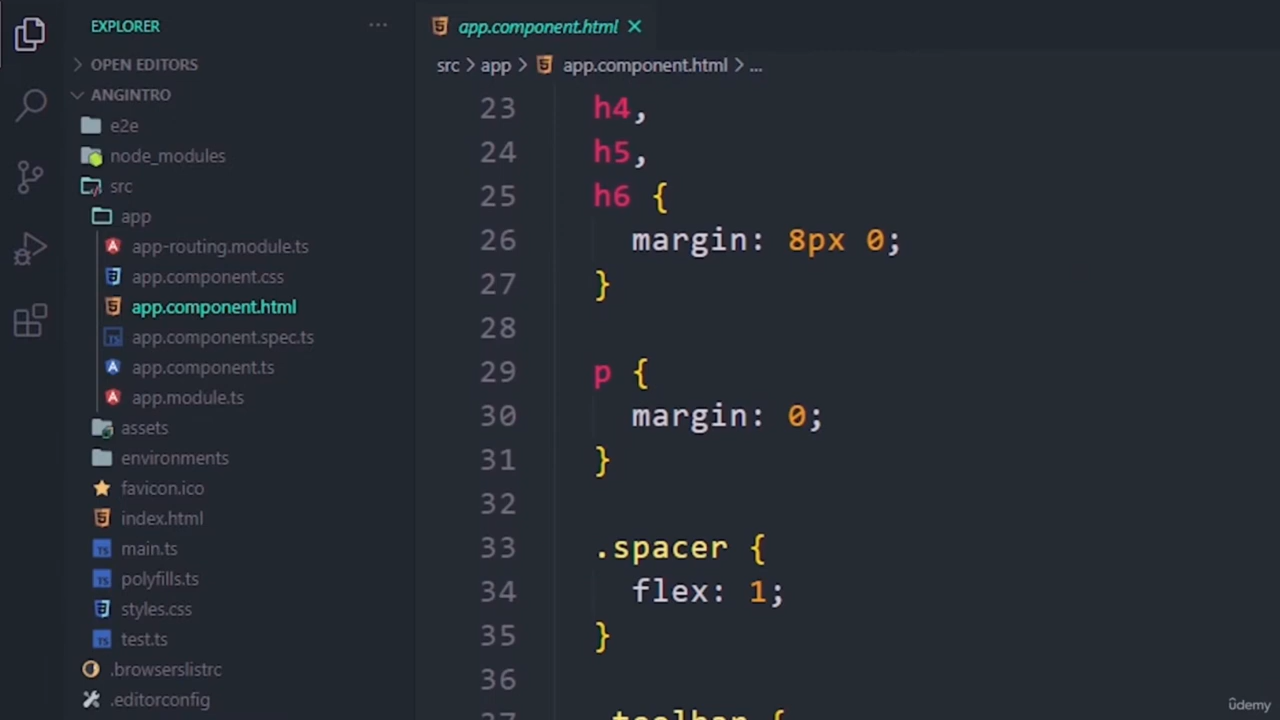 EXPLORER
OPEN EDITORS
ANGINTRO
e2e
node_modules
src
app
app-routing.module.ts
app.component.css
app.component.html
app.component.spec.ts
app.component.ts
app.module.ts
assets
environments
favicon.ico
index.html
main.ts
polyfills.ts
styles.css
test.ts
.browserslistrc
.editorconfig
app.component.html
src > app > app.component.html > ...
23 h4,
24 h5,
25 h6 {
26 margin: 8px 0;
27 }
28
29 p {
30 margin: 0;
31 }
32
33 .spacer {
34 flex: 1;
35 }
36
37 .toolbar {
udemy